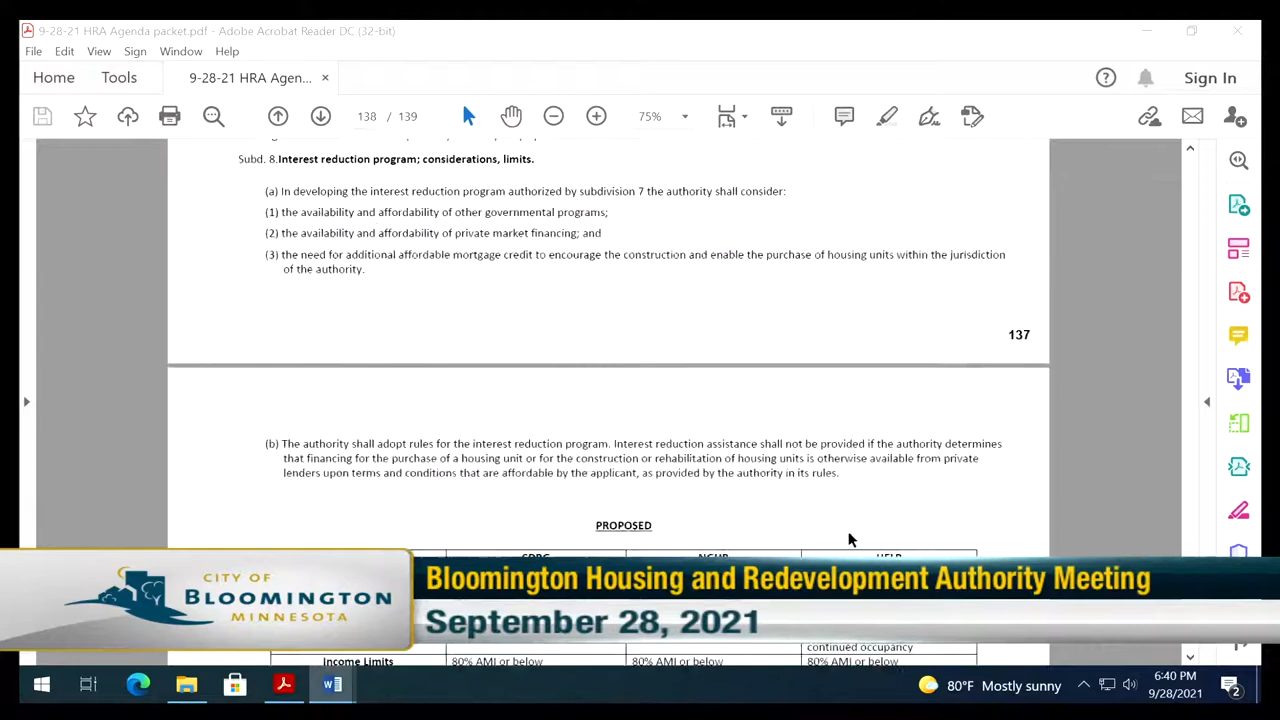 9-28-21 HRA Agenda packet.pdf - Adobe Acrobat Reader DC (32-bit)
File Edit View Sign Window Help
Home Tools 9-28-21 HRA Agen... × Sign In
138 / 139 75%
Subd. 8.Interest reduction program; considerations, limits.
(a) In developing the interest reduction program authorized by subdivision 7 the authority shall consider:
(1) the availability and affordability of other governmental programs;
(2) the availability and affordability of private market financing; and
(3) the need for additional affordable mortgage credit to encourage the construction and enable the purchase of housing units within the jurisdiction
of the authority.
137
(b) The authority shall adopt rules for the interest reduction program. Interest reduction assistance shall not be provided if the authority determines
that financing for the purchase of a housing unit or for the construction or rehabilitation of housing units is otherwise available from private
lenders upon terms and conditions that are affordable by the applicant, as provided by the authority in its rules.
PROPOSED
CITY OF
BLOOMINGTON
MINNESOTA
Bloomington Housing and Redevelopment Authority Meeting
September 28, 2021
continued occupancy
Income Limits 80% AMI or below 80% AMI or below 80% AMI or below
80°F Mostly sunny 6:40 PM
9/28/2021
2